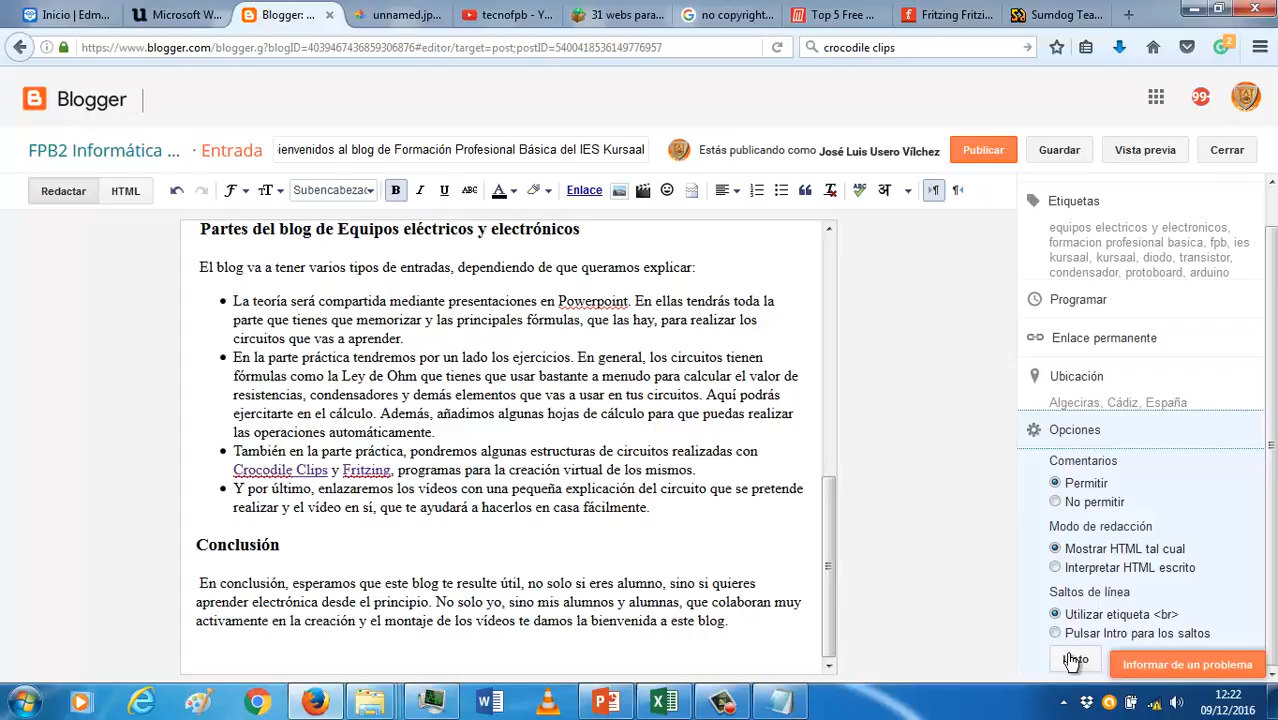 Inicio | Edm...
Microsoft W...
Blogger: ...
unnamed.jp...
tecnofpb - Y...
31 webs para...
no copyright...
Top 5 Free ...
Fritzing Fritzin...
Sumdog Tea...
https://www.blogger.com/blogger.g?blogID=4039467436859306876#editor/target=post;postID=5400418536149776957
crocodile clips
2
Blogger
99+
FPB2 Informática ... · Entrada
ienvenidos al blog de Formación Profesional Básica del IES Kursaal
Estás publicando como José Luis Usero Vílchez
Publicar
Guardar
Vista previa
Cerrar
Redactar
HTML
Subencabezac
B
I
U
ABC
A
Enlace
Partes del blog de Equipos eléctricos y electrónicos
El blog va a tener varios tipos de entradas, dependiendo de que queramos explicar:
La teoría será compartida mediante presentaciones en Powerpoint. En ellas tendrás toda la
parte que tienes que memorizar y las principales fórmulas, que las hay, para realizar los
circuitos que vas a aprender.
En la parte práctica tendremos por un lado los ejercicios. En general, los circuitos tienen
fórmulas como la Ley de Ohm que tienes que usar bastante a menudo para calcular el valor de
resistencias, condensadores y demás elementos que vas a usar en tus circuitos. Aquí podrás
ejercitarte en el cálculo. Además, añadimos algunas hojas de cálculo para que puedas realizar
las operaciones automáticamente.
También en la parte práctica, pondremos algunas estructuras de circuitos realizadas con
Crocodile Clips y Fritzing, programas para la creación virtual de los mismos.
Y por último, enlazaremos los vídeos con una pequeña explicación del circuito que se pretende
realizar y el vídeo en sí, que te ayudará a hacerlos en casa fácilmente.
Conclusión
En conclusión, esperamos que este blog te resulte útil, no solo si eres alumno, sino si quieres
aprender electrónica desde el principio. No solo yo, sino mis alumnos y alumnas, que colaboran muy
activamente en la creación y el montaje de los vídeos te damos la bienvenida a este blog.
Etiquetas
equipos electricos y electronicos,
formacion profesional basica, fpb, ies
kursaal, kursaal, diodo, transistor,
condensador, protoboard, arduino
Programar
Enlace permanente
Ubicación
Algeciras, Cádiz, España
Opciones
Comentarios
Permitir
No permitir
Modo de redacción
Mostrar HTML tal cual
Interpretar HTML escrito
Saltos de línea
Utilizar etiqueta <br>
Pulsar Intro para los saltos
Informar de un problema
12:22
09/12/2016